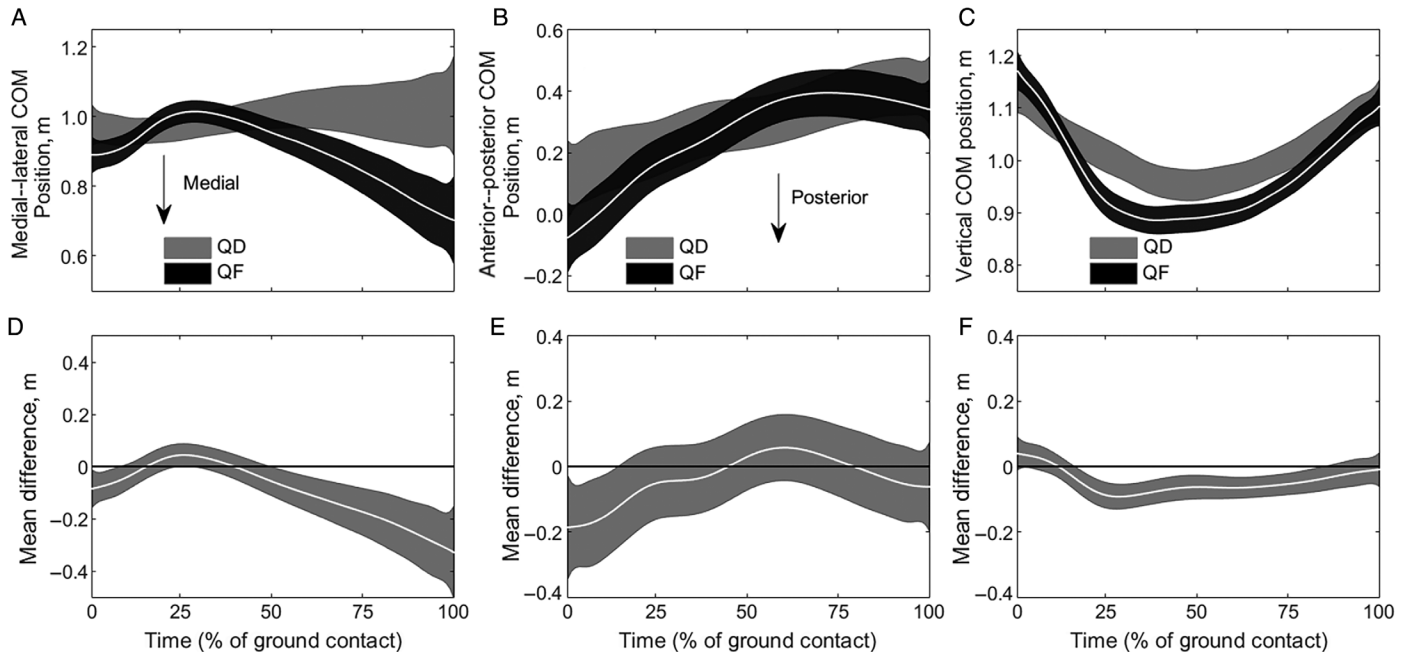 A
Medial--lateral COM
Position, m
1.2
1.0
0.8
0.6
Medial
QD
QF
B
Anterior--posterior COM
Position, m
0.6
0.4
0.2
0.0
–0.2
Posterior
QD
QF
C
Vertical COM position, m
1.2
1.1
1.0
0.9
0.8
QD
QF
D
Mean difference, m
0.4
0.2
0
–0.2
–0.4
0 25 50 75 100
Time (% of ground contact)
E
Mean difference, m
0.4
0.2
0
–0.2
–0.4
0 25 50 75 100
Time (% of ground contact)
F
Mean difference, m
0.4
0.2
0
–0.2
–0.4
0 25 50 75 100
Time (% of ground contact)